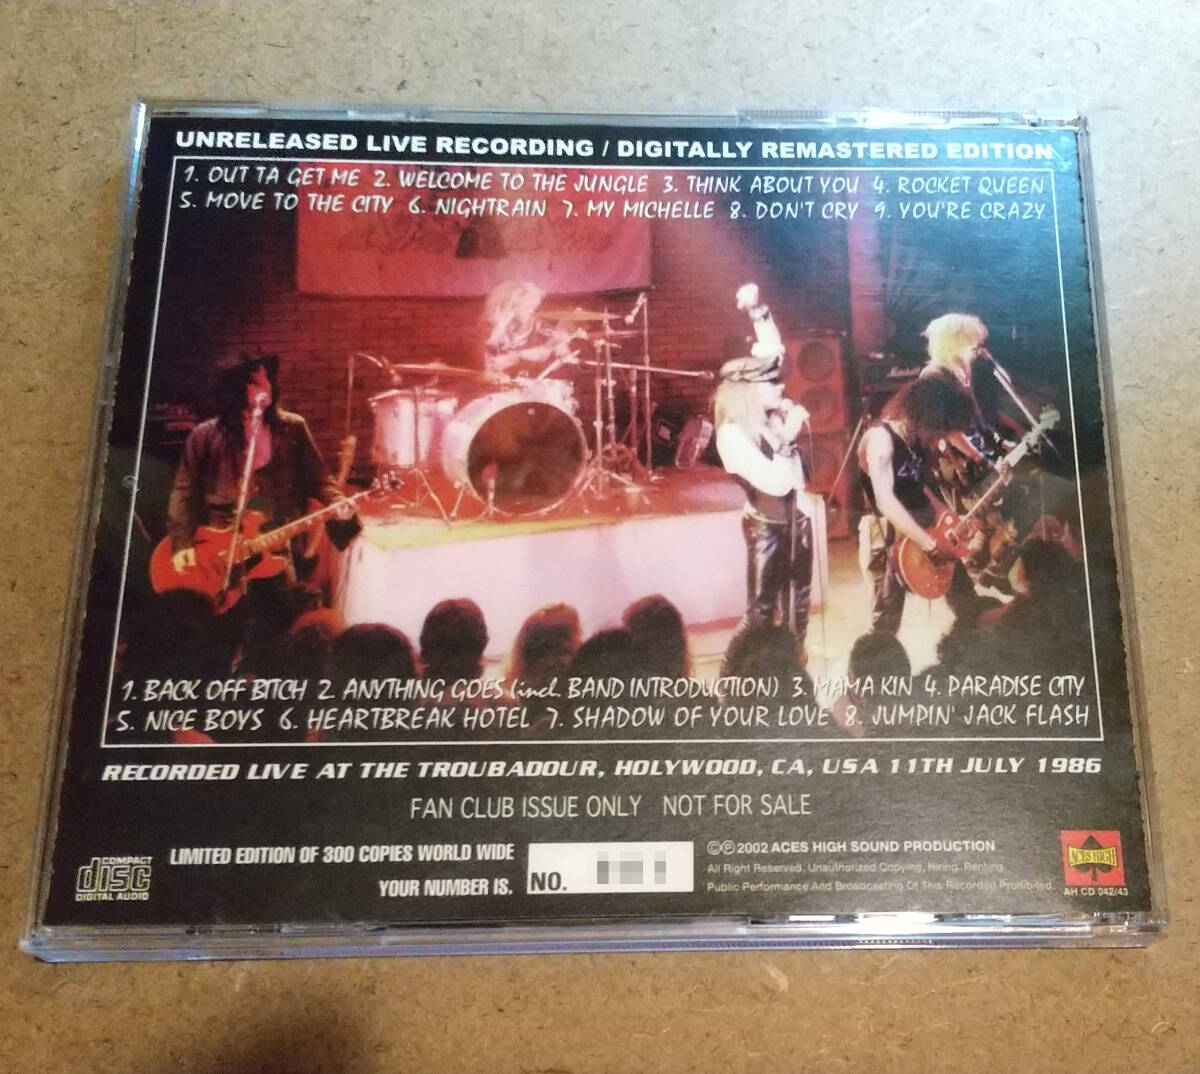 UNRELEASED LIVE RECORDING / DIGITALLY REMASTERED EDITION
1. OUT TA GET ME 2. WELCOME TO THE JUNGLE 3. THINK ABOUT YOU 4. ROCKET QUEEN
5. MOVE TO THE CITY 6. NIGHTRAIN 7. MY MICHELLE 8. DON'T CRY 9. YOU'RE CRAZY
1. BACK OFF BITCH 2. ANYTHING GOES (incl. BAND INTRODUCTION) 3. MAMA KIN 4. PARADISE CITY
5. NICE BOYS 6. HEARTBREAK HOTEL 7. SHADOW OF YOUR LOVE 8. JUMPIN' JACK FLASH
RECORDED LIVE AT THE TROUBADOUR, HOLYWOOD, CA, USA 11TH JULY 1986
FAN CLUB ISSUE ONLY NOT FOR SALE
COMPACT
disc
DIGITAL AUDIO
LIMITED EDITION OF 300 COPIES WORLD WIDE
YOUR NUMBER IS.
NO.
©℗ 2002 ACES HIGH SOUND PRODUCTION
All Right Reserved. Unauthorized Copying, Hiring. Renting.
Public Performance And Broadcasting Of This Recorded Prohibited.
ACES HIGH
AH CD 042/43